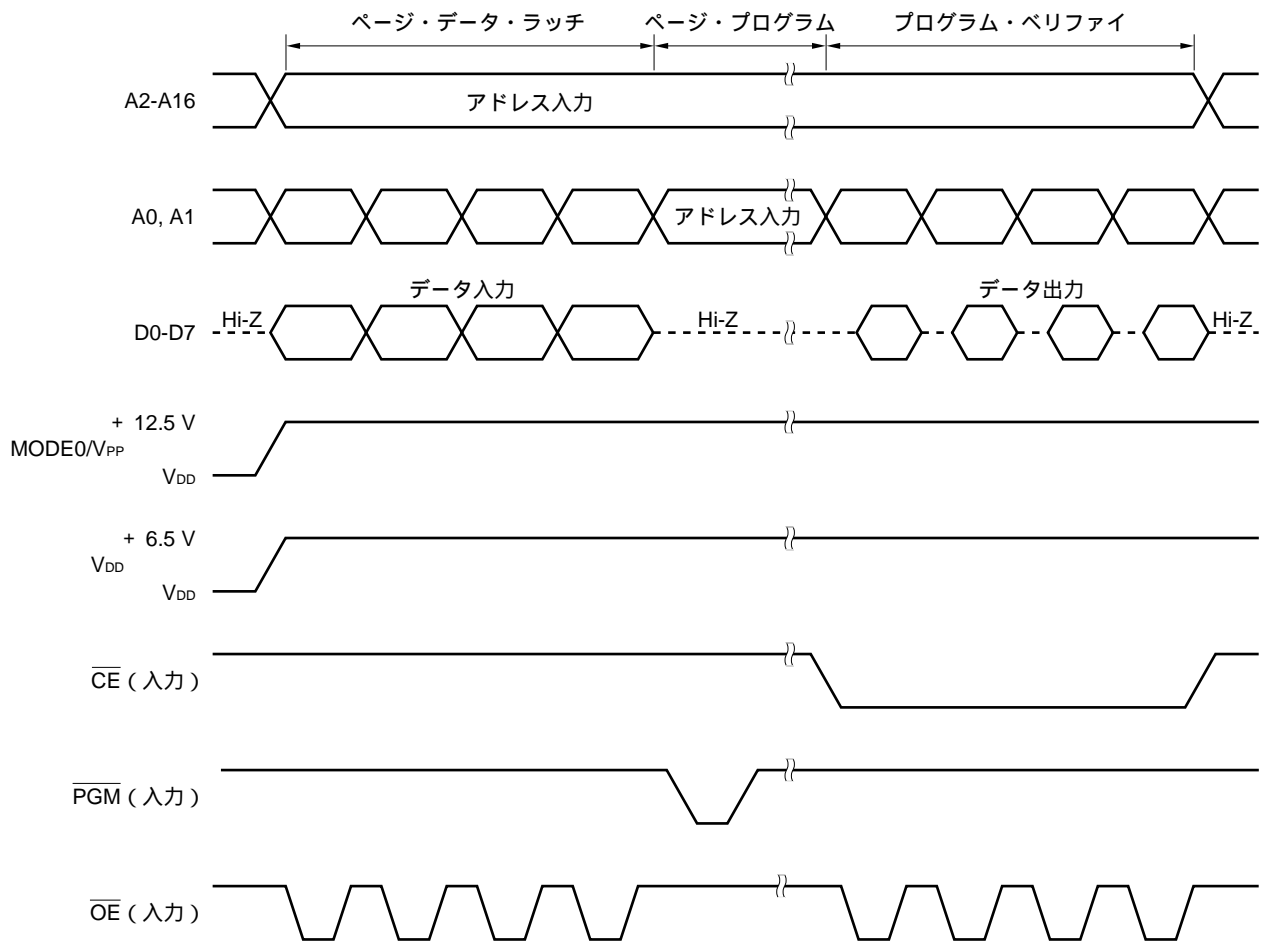 ページ・データ・ラッチ ページ・プログラム プログラム・ベリファイ
A2-A16 アドレス入力
A0, A1 アドレス入力
データ入力 データ出力
D0-D7 Hi-Z Hi-Z Hi-Z
+ 12.5 V
MODE0/VPP
VDD
+ 6.5 V
VDD
VDD
CE ( 入力 )
PGM ( 入力 )
OE ( 入力 )